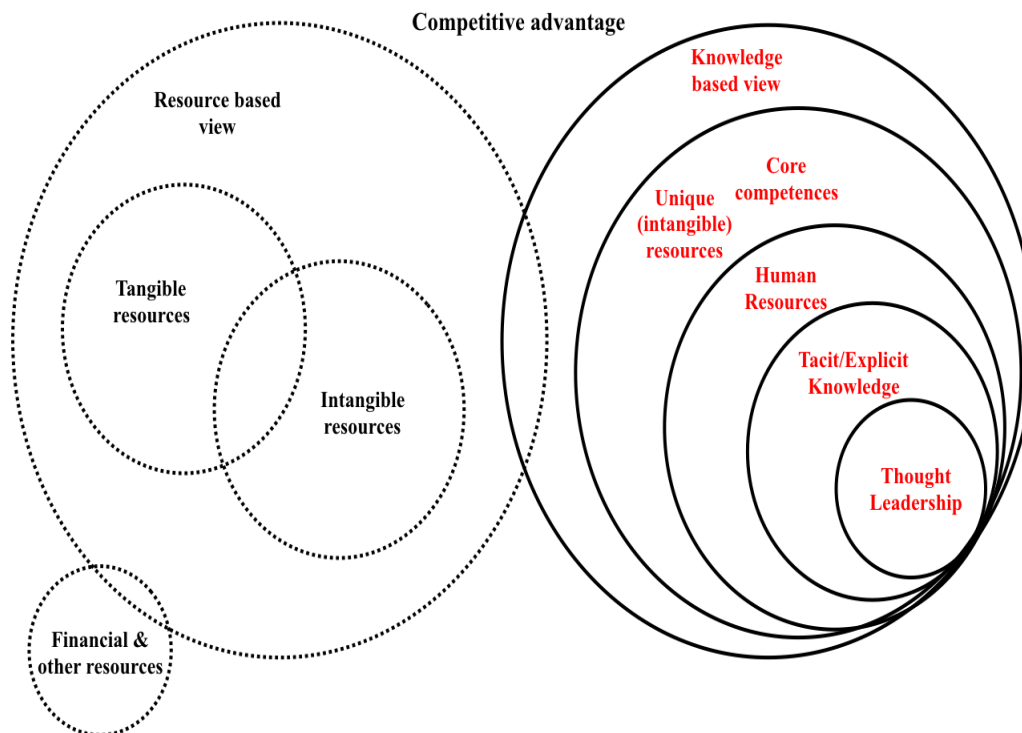 Competitive advantage
Resource based
view
Tangible
resources
Intangible
resources
Financial &
other resources
Knowledge
based view
Core
competences
Unique
(intangible)
resources
Human
Resources
Tacit/Explicit
Knowledge
Thought
Leadership